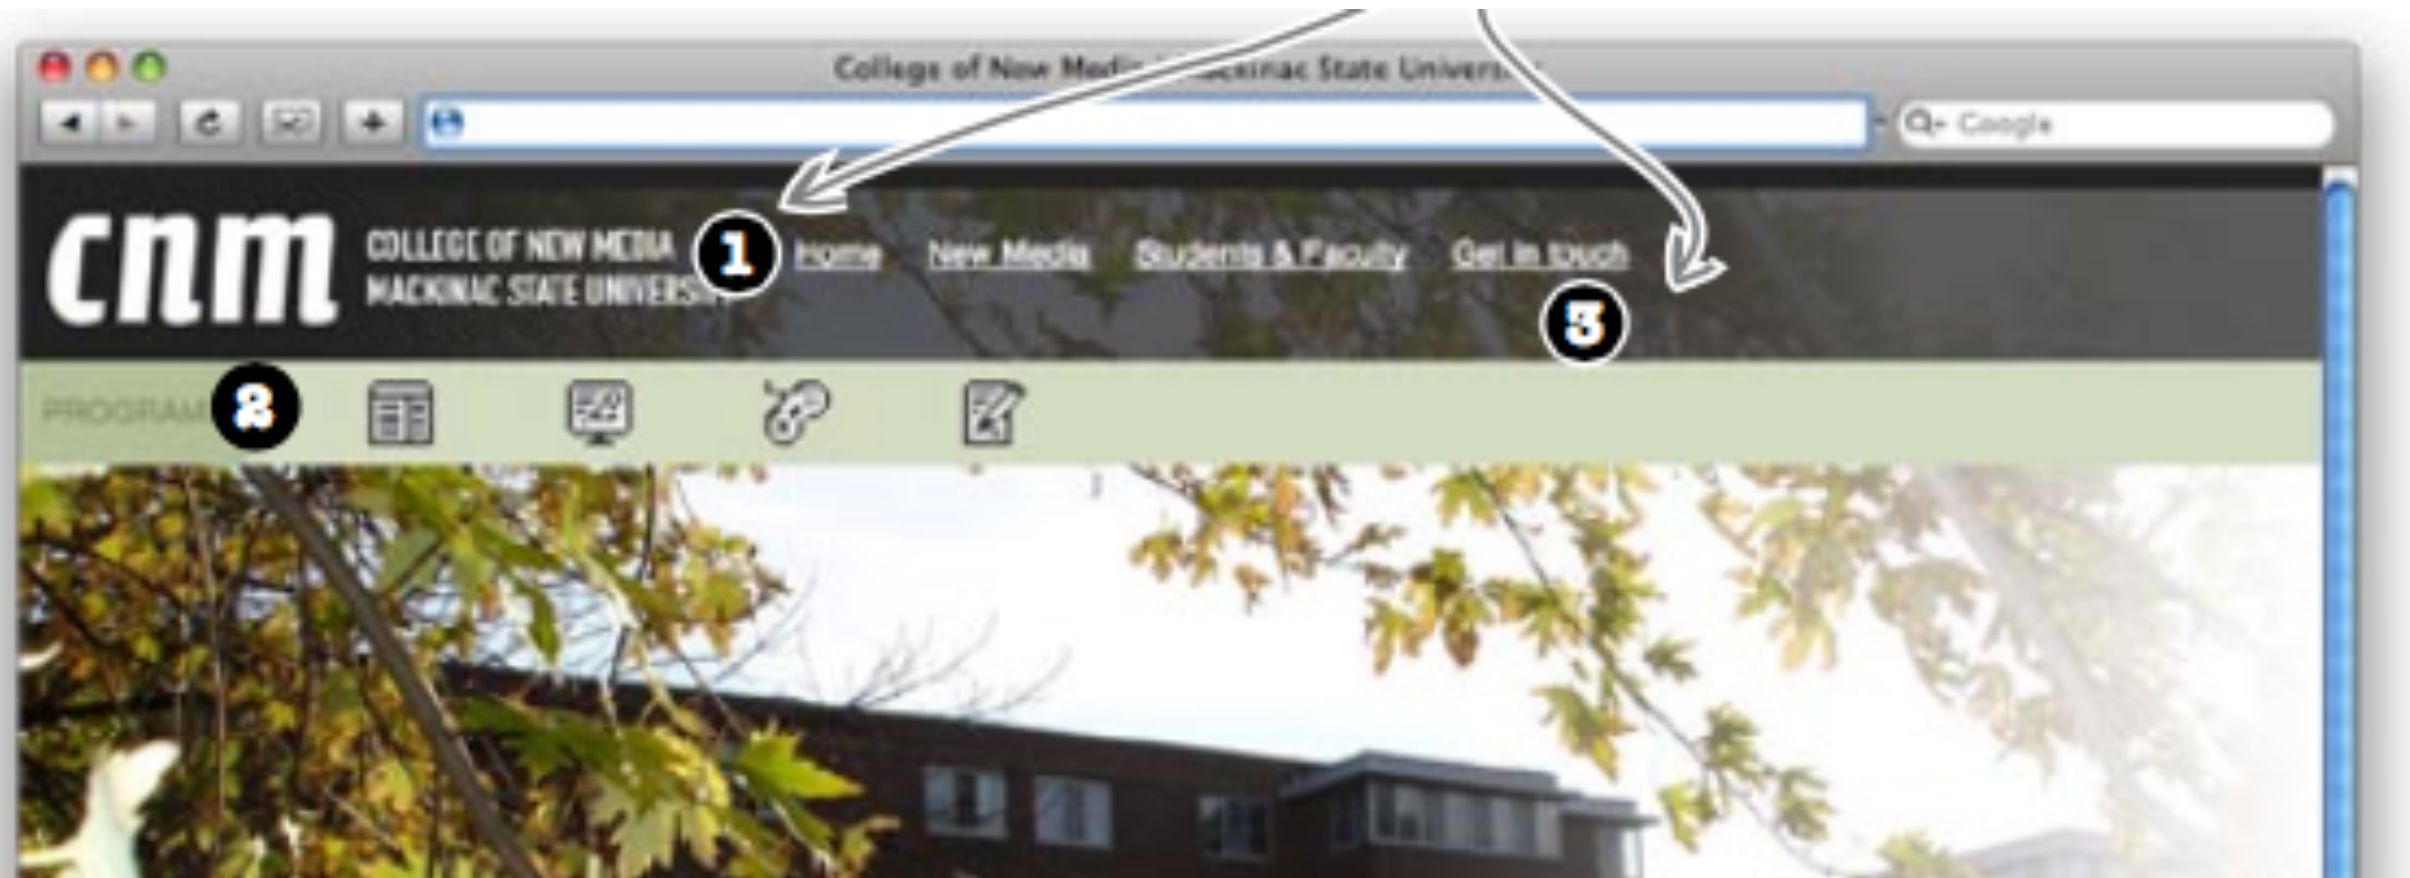 College of New Media | Mackinac State University
Google
cnm
COLLEGE OF NEW MEDIA
MACKINAC STATE UNIVERSITY
1
Home New Media Students & Faculty Get in touch
3
PROGRAM
2